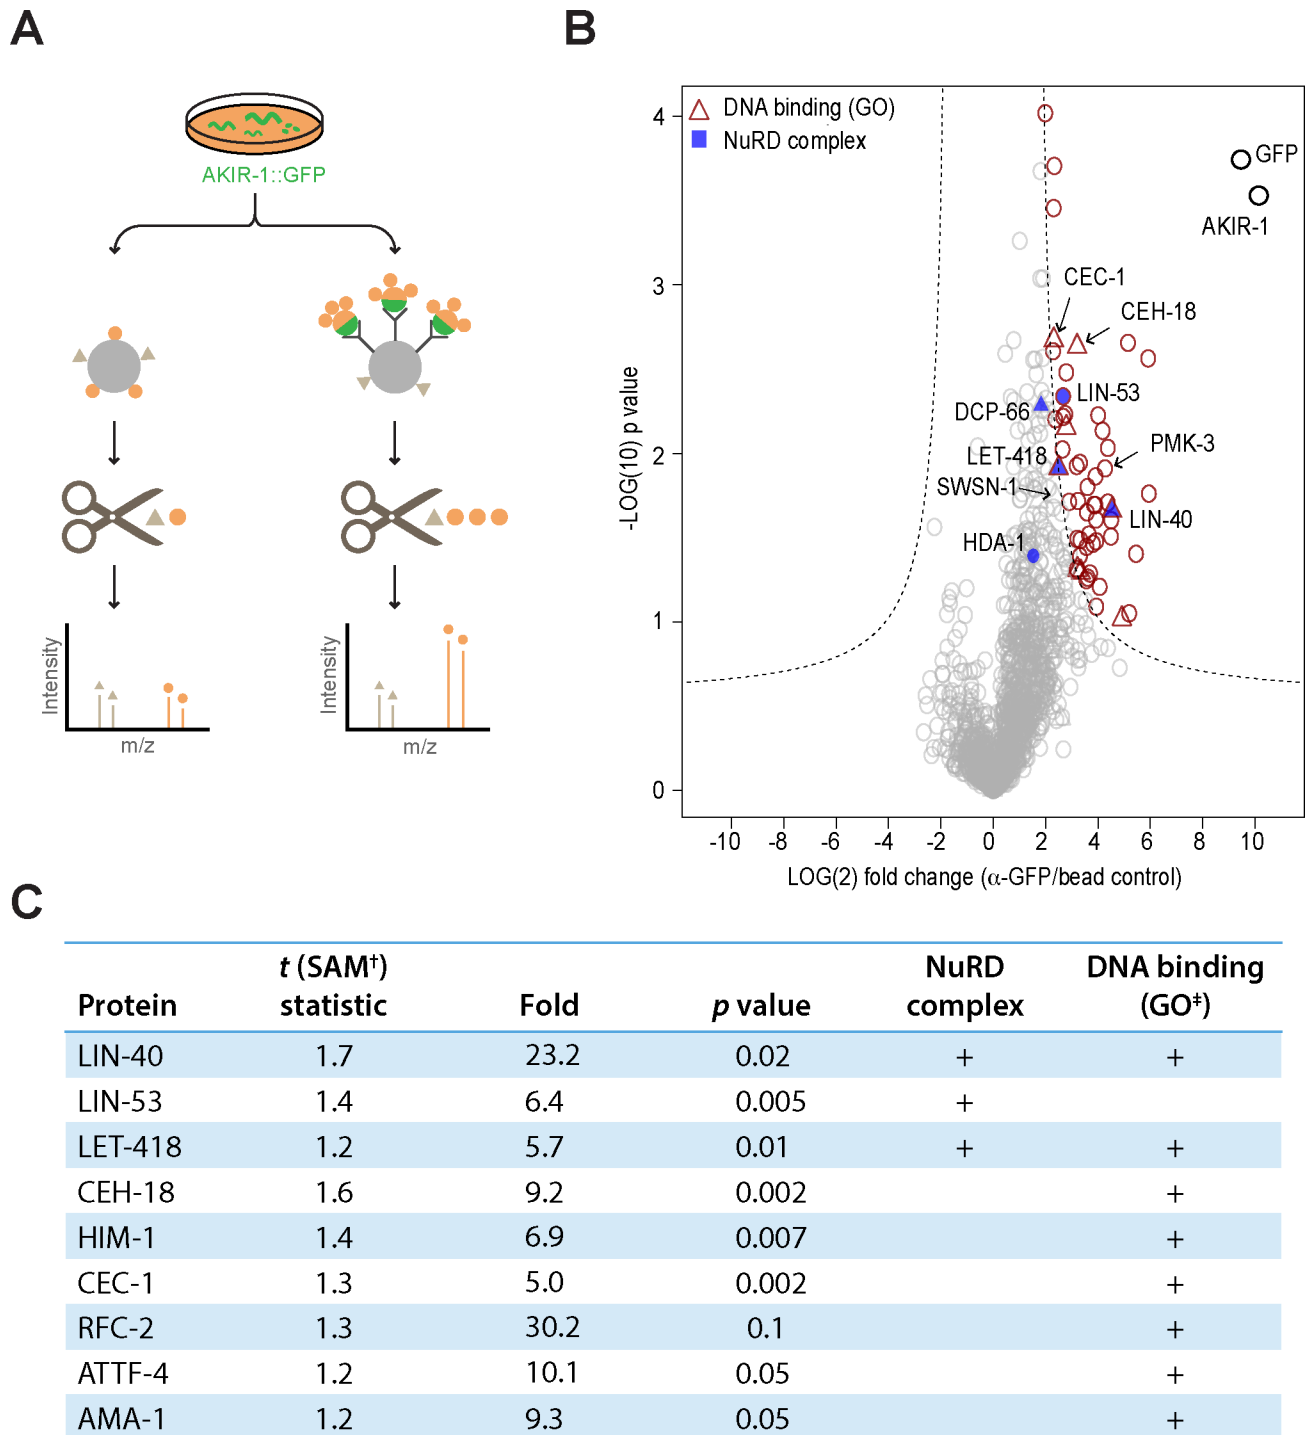 A
AKIR-1::GFP
Intensity
m/z
Intensity
m/z
B
DNA binding (GO)
NuRD complex
GFP
AKIR-1
CEC-1
CEH-18
LIN-53
DCP-66
PMK-3
LET-418
SWSN-1
LIN-40
HDA-1
4
3
2
1
0
-LOG(10) p value
-10 -8 -6 -4 -2 0 2 4 6 8 10
LOG(2) fold change (α-GFP/bead control)
C
Protein t (SAM†) statistic Fold p value NuRD complex DNA binding (GO‡)
LIN-40 1.7 23.2 0.02 + +
LIN-53 1.4 6.4 0.005 +
LET-418 1.2 5.7 0.01 + +
CEH-18 1.6 9.2 0.002 +
HIM-1 1.4 6.9 0.007 +
CEC-1 1.3 5.0 0.002 +
RFC-2 1.3 30.2 0.1 +
ATTF-4 1.2 10.1 0.05 +
AMA-1 1.2 9.3 0.05 +